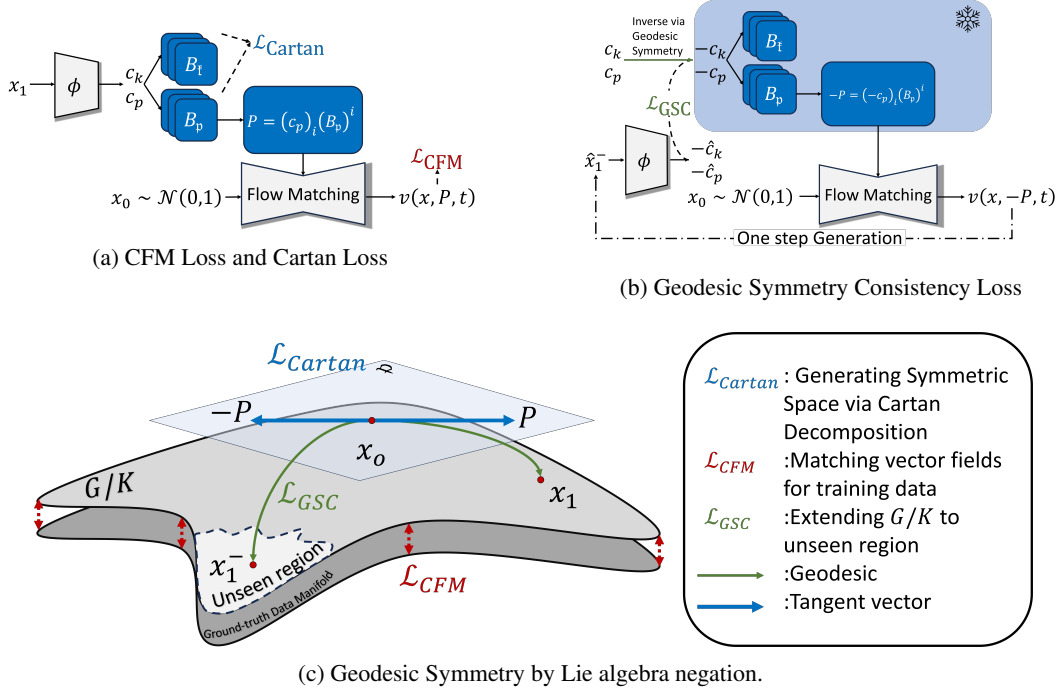 x₁
ϕ
c_k
c_p
B_𝔨
B_𝔭
ℒ_Cartan
P = (c_p)_i (B_𝔭)^i
ℒ_CFM
x₀ ~ 𝒩(0,1)
Flow Matching
v(x, P, t)
(a) CFM Loss and Cartan Loss
Inverse via
Geodesic
Symmetry
c_k
c_p
−c_k
−c_p
B_𝔨
B_𝔭
−P = (−c_p)_i (B_𝔭)^i
ℒ_GSC
x̂₁⁻
ϕ
−ĉ_k
−ĉ_p
x₀ ~ 𝒩(0,1)
Flow Matching
v(x, −P, t)
One step Generation
(b) Geodesic Symmetry Consistency Loss
ℒ_Cartan
𝔭
−P
P
x_o
G/K
ℒ_GSC
x₁
x₁⁻
Unseen region
ℒ_CFM
Ground-truth Data Manifold
ℒ_Cartan : Generating Symmetric
Space via Cartan
Decomposition
ℒ_CFM :Matching vector fields
for training data
ℒ_GSC :Extending G/K to
unseen region
:Geodesic
:Tangent vector
(c) Geodesic Symmetry by Lie algebra negation.